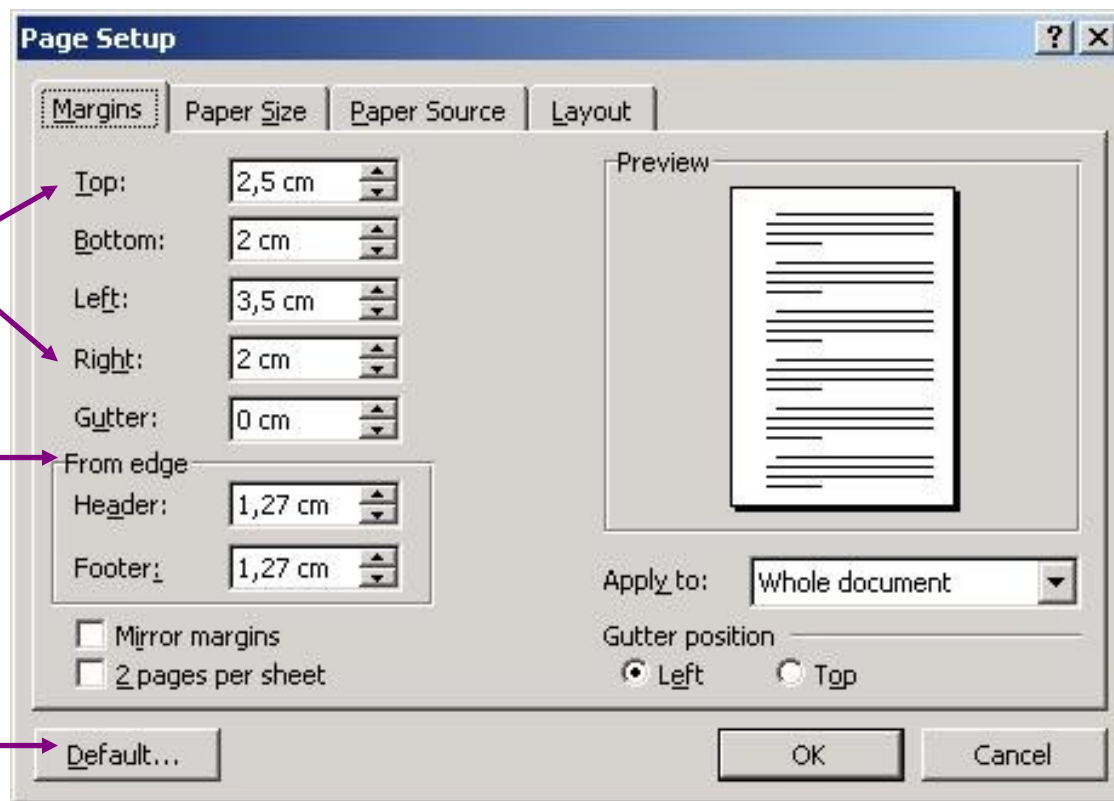 Page Setup
Margins Paper Size Paper Source Layout
Top: 2,5 cm
Bottom: 2 cm
Left: 3,5 cm
Right: 2 cm
Gutter: 0 cm
From edge
Header: 1,27 cm
Footer: 1,27 cm
Mirror margins
2 pages per sheet
Preview
Apply to: Whole document
Gutter position
Left Top
Default... OK Cancel